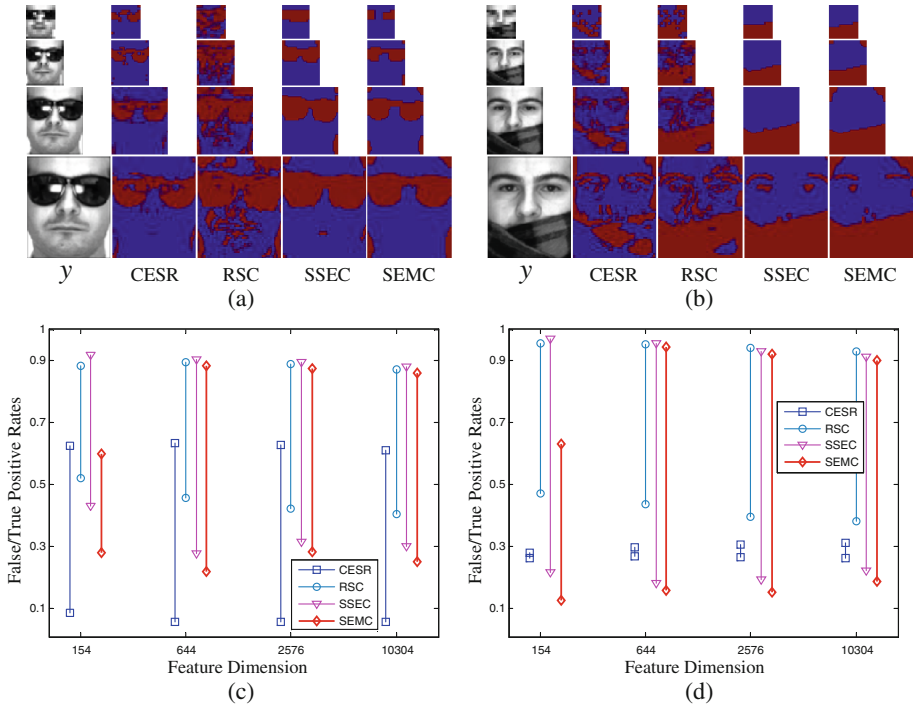 y CESR RSC SSEC SEMC
(a)
y CESR RSC SSEC SEMC
(b)
False/True Positive Rates
1
0.9
0.7
0.5
0.3
0.1
154 644 2576 10304
Feature Dimension
CESR
RSC
SSEC
SEMC
(c)
False/True Positive Rates
1
0.9
0.7
0.5
0.3
0.1
154 644 2576 10304
Feature Dimension
CESR
RSC
SSEC
SEMC
(d)